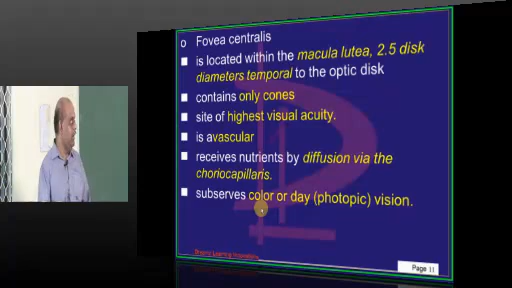 o Fovea centralis
■ is located within the macula lutea, 2.5 disk
diameters temporal to the optic disk
■ contains only cones
■ site of highest visual acuity.
■ is avascular
■ receives nutrients by diffusion via the
choriocapillaris.
■ subserves color or day (photopic) vision.
Page 11